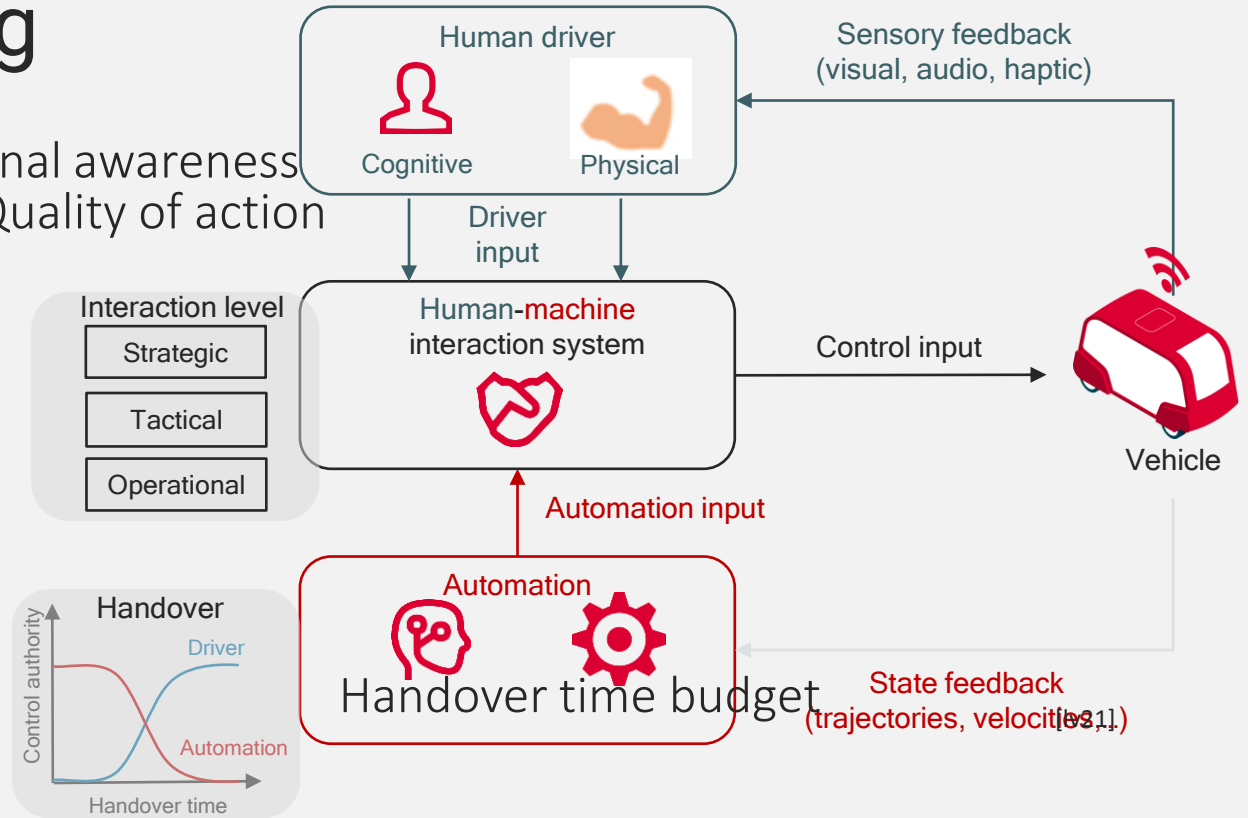 g
Human driver
Sensory feedback
(visual, audio, haptic)
nal awareness
Quality of action
Cognitive
Physical
Driver
input
Interaction level
Strategic
Tactical
Operational
Human-machine
interaction system
Control input
Vehicle
Automation input
Automation
Handover
Driver
Automation
Control authority
Handover time
Handover time budget
State feedback
(trajectories, velocities,...)